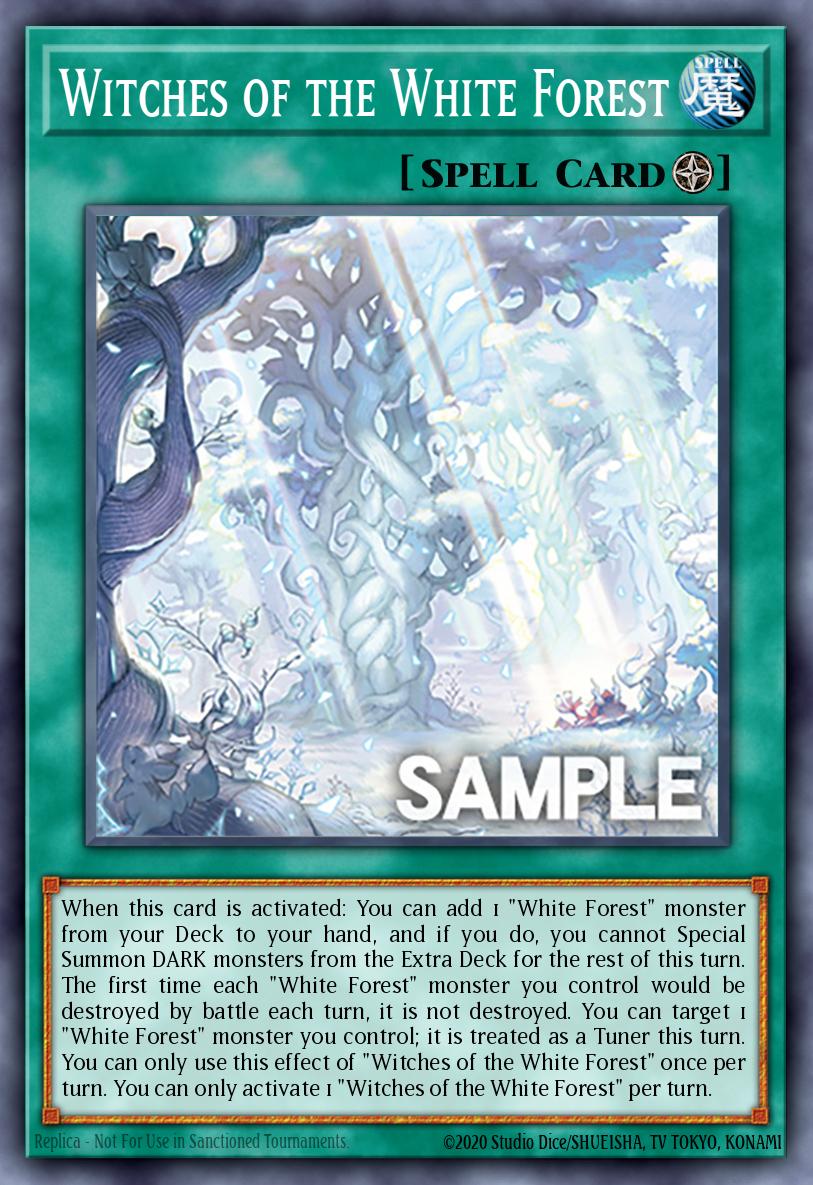 WITCHES OF THE WHITE FOREST
SPELL
魔
[SPELL CARD]
SAMPLE
When this card is activated: You can add 1 "White Forest" monster
from your Deck to your hand, and if you do, you cannot Special
Summon DARK monsters from the Extra Deck for the rest of this turn.
The first time each "White Forest" monster you control would be
destroyed by battle each turn, it is not destroyed. You can target 1
"White Forest" monster you control; it is treated as a Tuner this turn.
You can only use this effect of "Witches of the White Forest" once per
turn. You can only activate 1 "Witches of the White Forest" per turn.
Replica - Not For Use in Sanctioned Tournaments.
©2020 Studio Dice/SHUEISHA, TV TOKYO, KONAMI